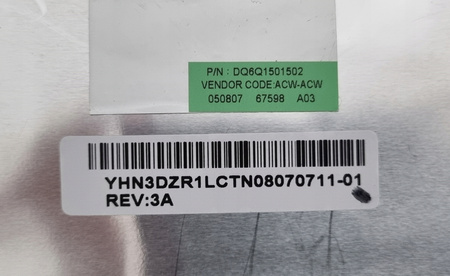 P/N : DQ6Q1501502
VENDOR CODE:ACW-ACW
050807 67598 A03
YHN3DZR1LCTN08070711-01
REV:3A